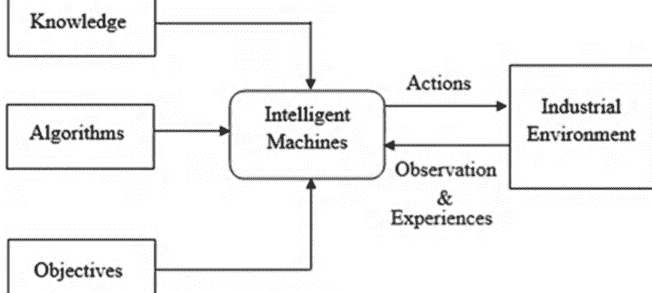 Knowledge
Algorithms
Objectives
Intelligent
Machines
Actions
Observation
&
Experiences
Industrial
Environment